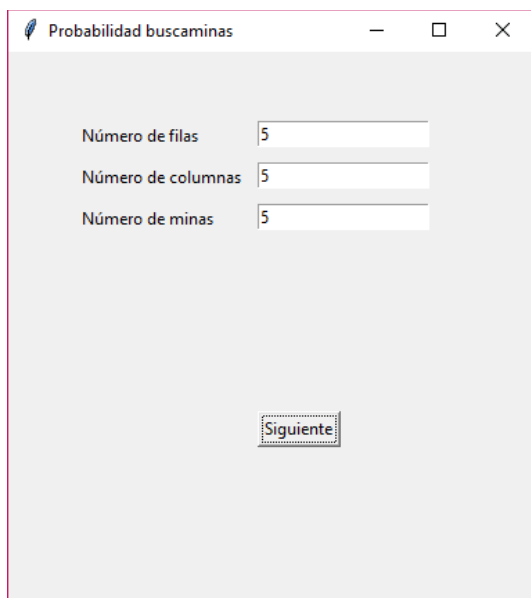 Probabilidad buscaminas
Número de filas 5
Número de columnas 5
Número de minas 5
Siguiente